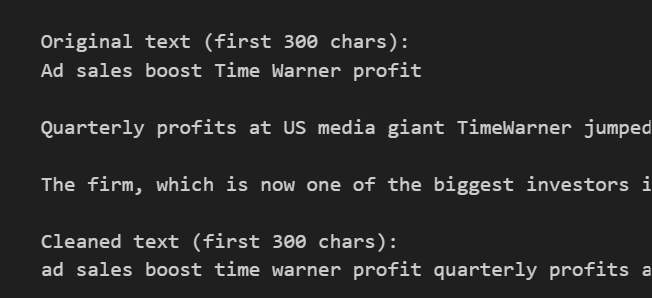 Original text (first 300 chars):
Ad sales boost Time Warner profit
Quarterly profits at US media giant TimeWarner jumped
The firm, which is now one of the biggest investors
Cleaned text (first 300 chars):
ad sales boost time warner profit quarterly profits